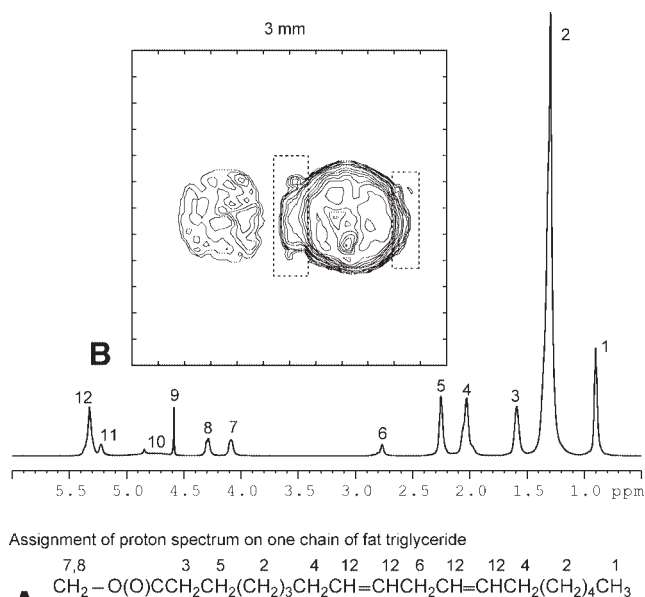 3 mm
2
B
1
12
11
10
9
8
7
6
5
4
3
5.5 5.0 4.5 4.0 3.5 3.0 2.5 2.0 1.5 1.0 ppm
Assignment of proton spectrum on one chain of fat triglyceride
7,8 3 5 2 4 12 12 6 12 12 4 2 1
CH₂–O(O)CCH₂CH₂(CH₂)₃CH₂CH=CHCH₂CH=CHCH₂(CH₂)₄CH₃